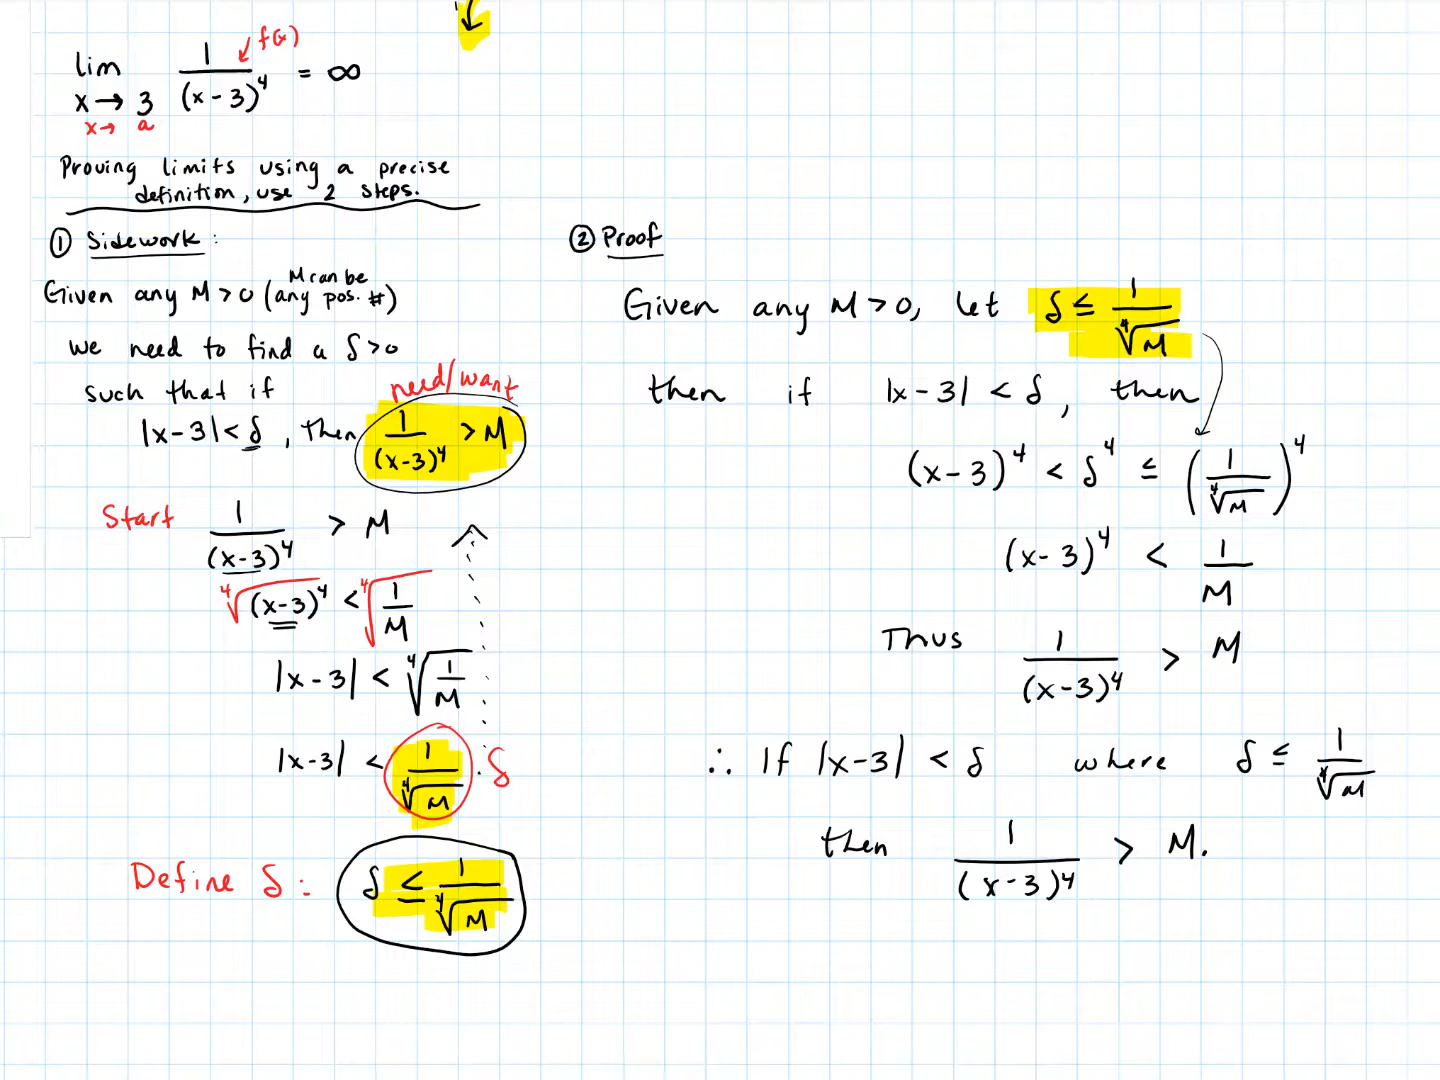 f(x)
lim 1/(x-3)⁴ = ∞
x→3
x→ a
Proving limits using a precise
definition, use 2 steps.
① Sidework:
Given any M>0 (M can be any pos. #)
we need to find a δ>0
such that if
need/want
|x-3| < δ, then 1/(x-3)⁴ > M
Start 1/(x-3)⁴ > M
⁴√(x-3)⁴ < ⁴√(1/M)
|x-3| < ⁴√(1/M)
|x-3| < 1/⁴√M . δ
Define δ: δ ≤ 1/⁴√M
② Proof
Given any M>0, let δ ≤ 1/⁴√M
then if |x-3| < δ, then
(x-3)⁴ < δ⁴ ≤ (1/⁴√M)⁴
(x-3)⁴ < 1/M
Thus 1/(x-3)⁴ > M
∴ If |x-3| < δ where δ ≤ 1/⁴√M
then 1/(x-3)⁴ > M.